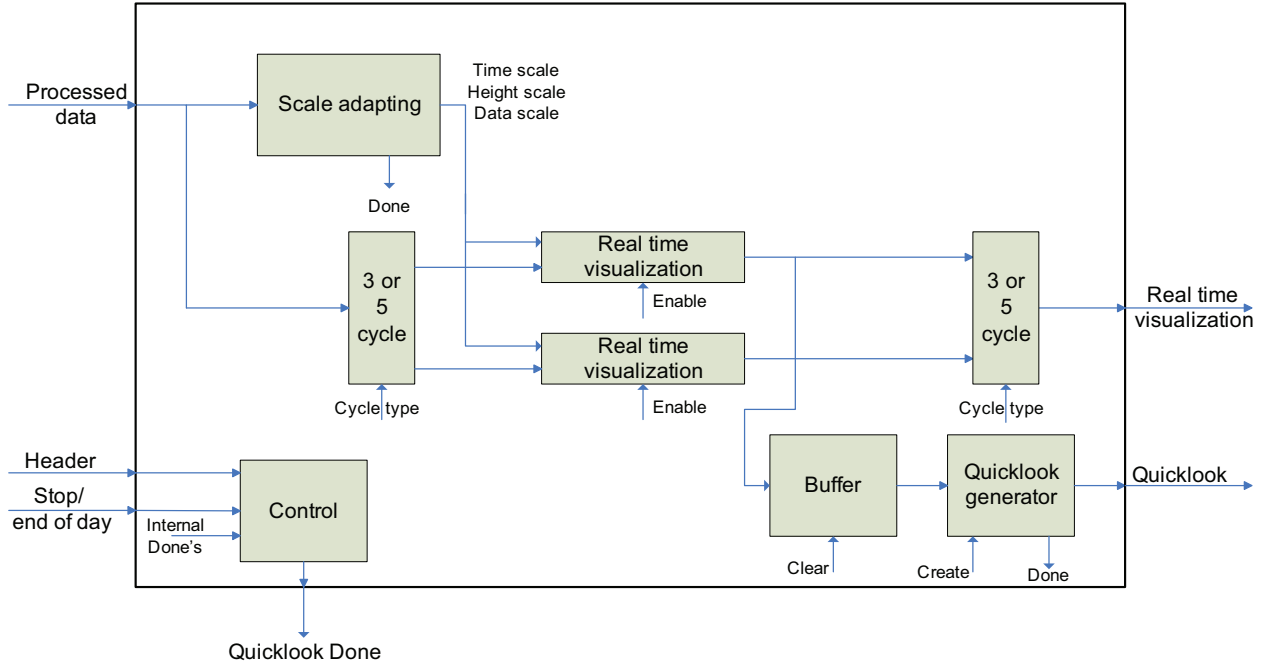 Processed
data
Scale adapting
Time scale
Height scale
Data scale
Done
3 or
5
cycle
Cycle type
Real time
visualization
Enable
Real time
visualization
Enable
3 or
5
cycle
Cycle type
Real time
visualization
Header
Stop/
end of day
Internal
Done's
Control
Quicklook Done
Buffer
Clear
Quicklook
generator
Create
Done
Quicklook